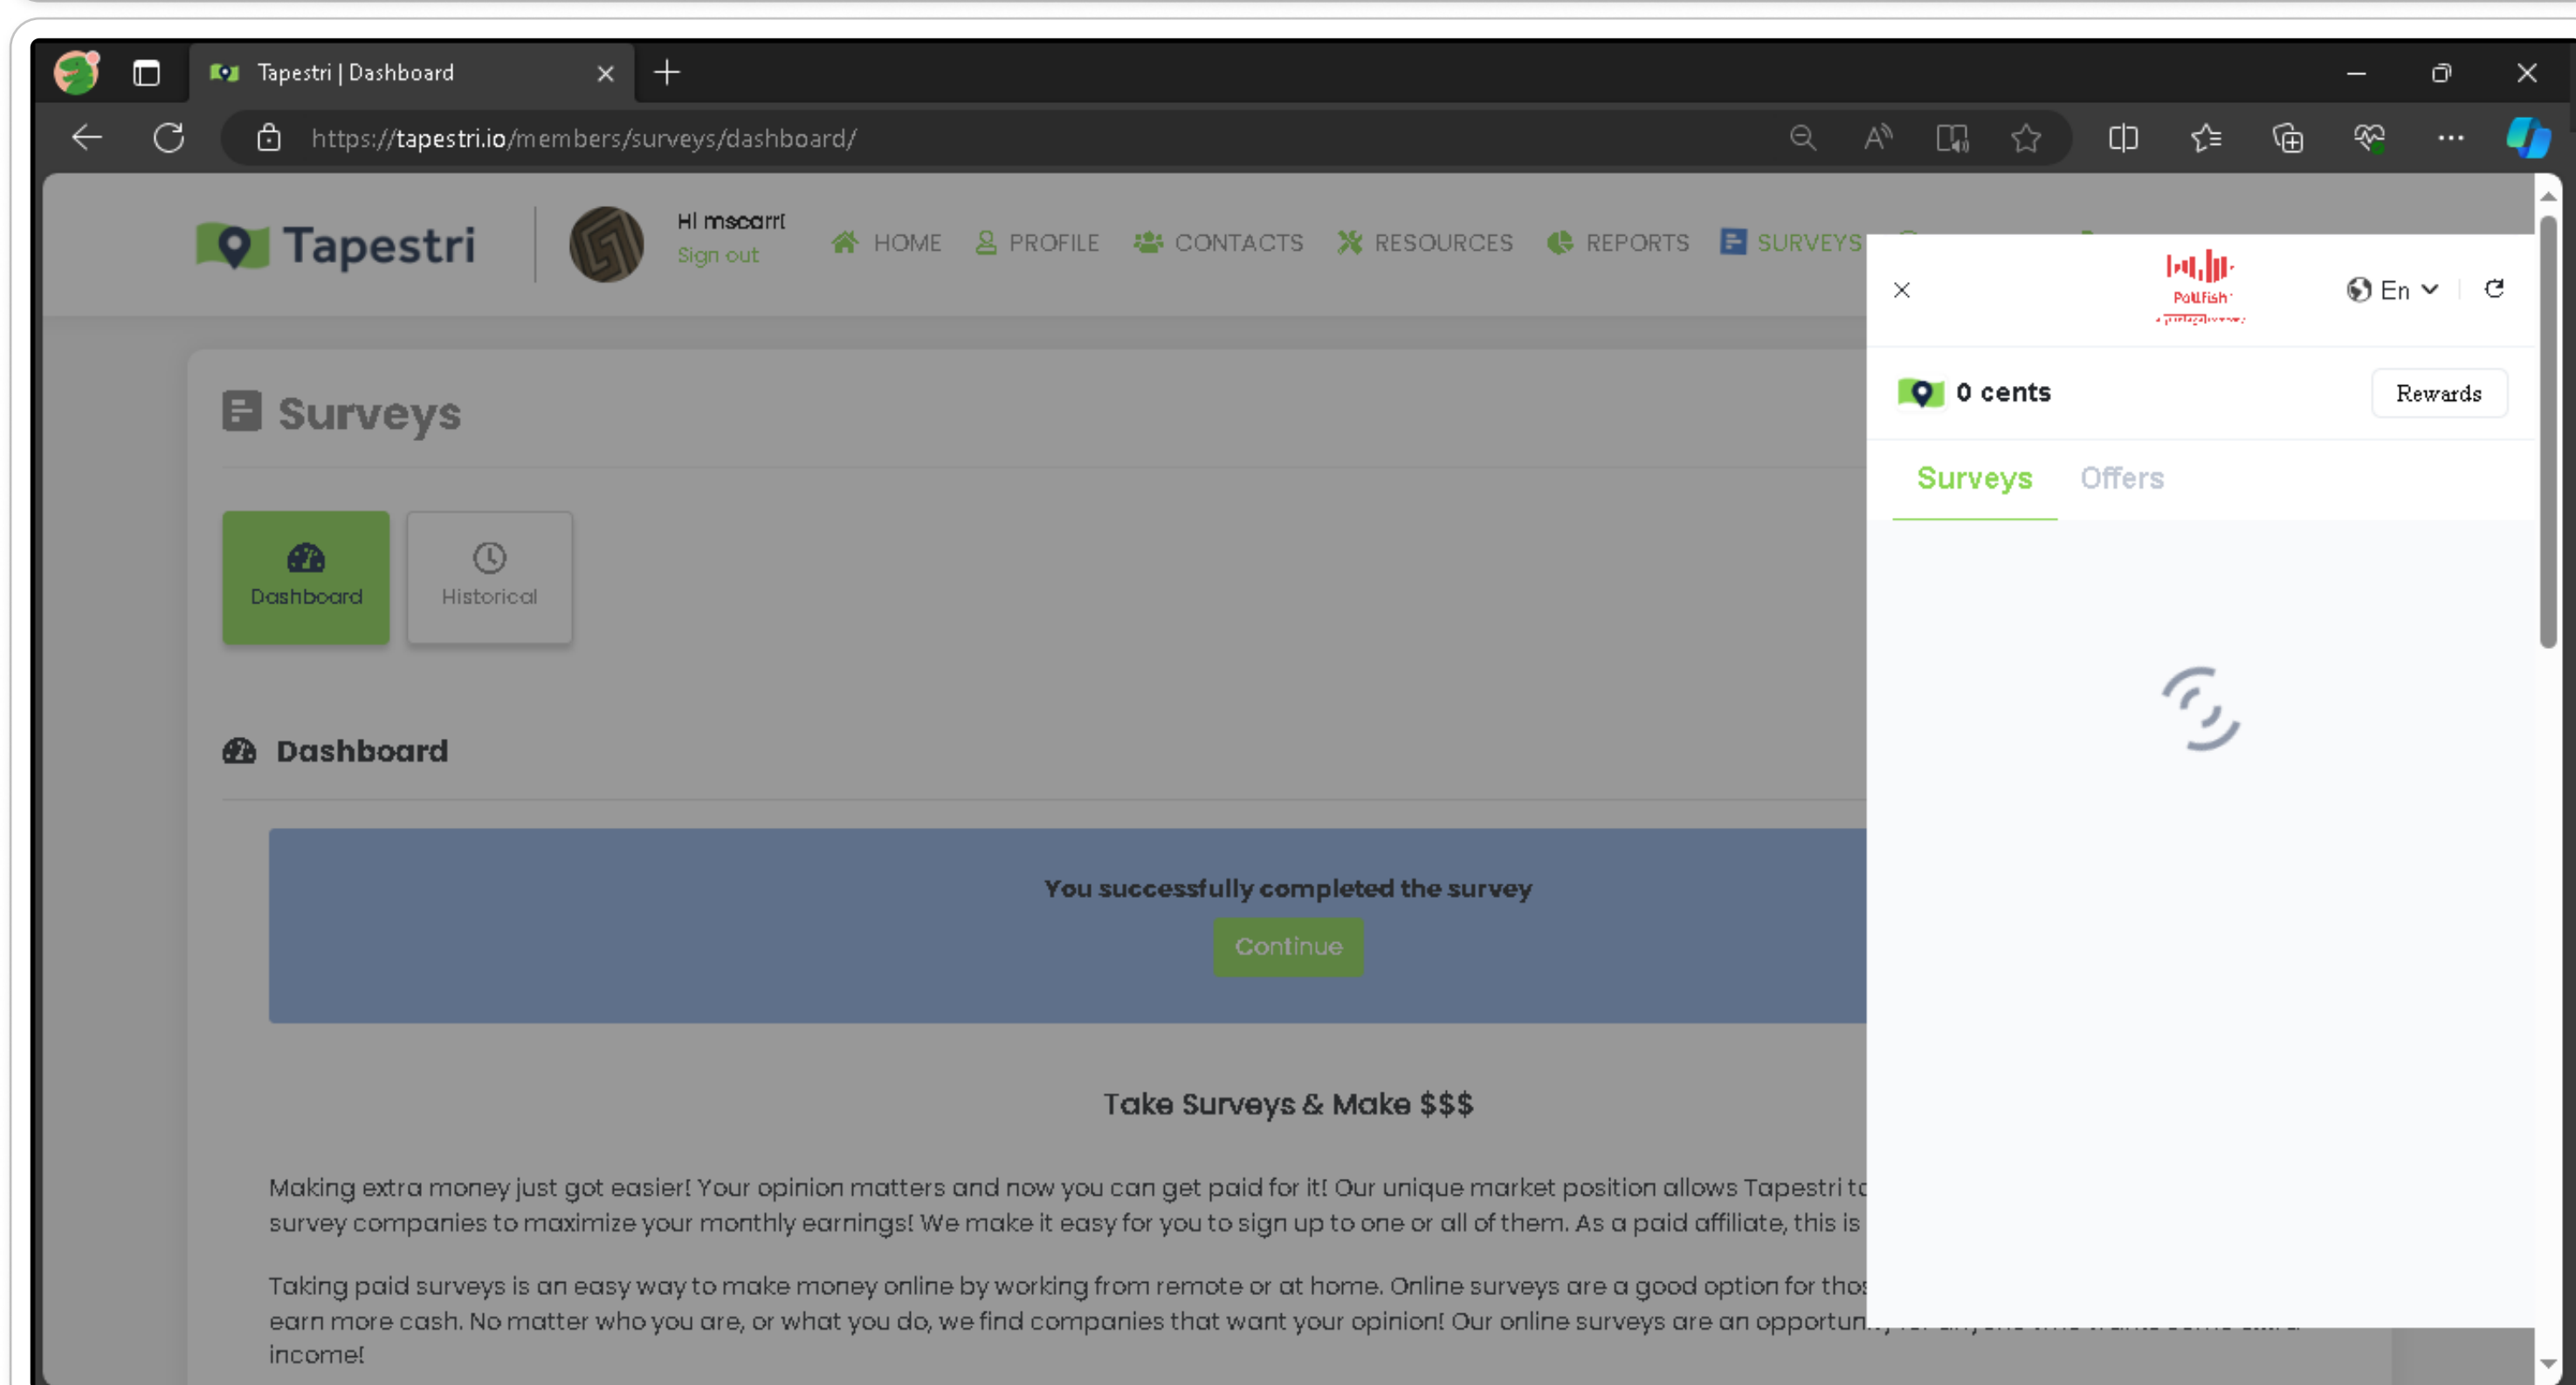 Tapestri | Dashboard
https://tapestri.io/members/surveys/dashboard/
Tapestri
Hi mscarr!
Sign out
HOME
PROFILE
CONTACTS
RESOURCES
REPORTS
SURVEYS
Pollfish
En
0 cents
Rewards
Surveys
Offers
Surveys
Dashboard
Historical
Dashboard
You successfully completed the survey
Continue
Take Surveys & Make $$$
Making extra money just got easier! Your opinion matters and now you can get paid for it! Our unique market position allows Tapestri to
survey companies to maximize your monthly earnings! We make it easy for you to sign up to one or all of them. As a paid affiliate, this is
Taking paid surveys is an easy way to make money online by working from remote or at home. Online surveys are a good option for those
earn more cash. No matter who you are, or what you do, we find companies that want your opinion! Our online surveys are an
income!